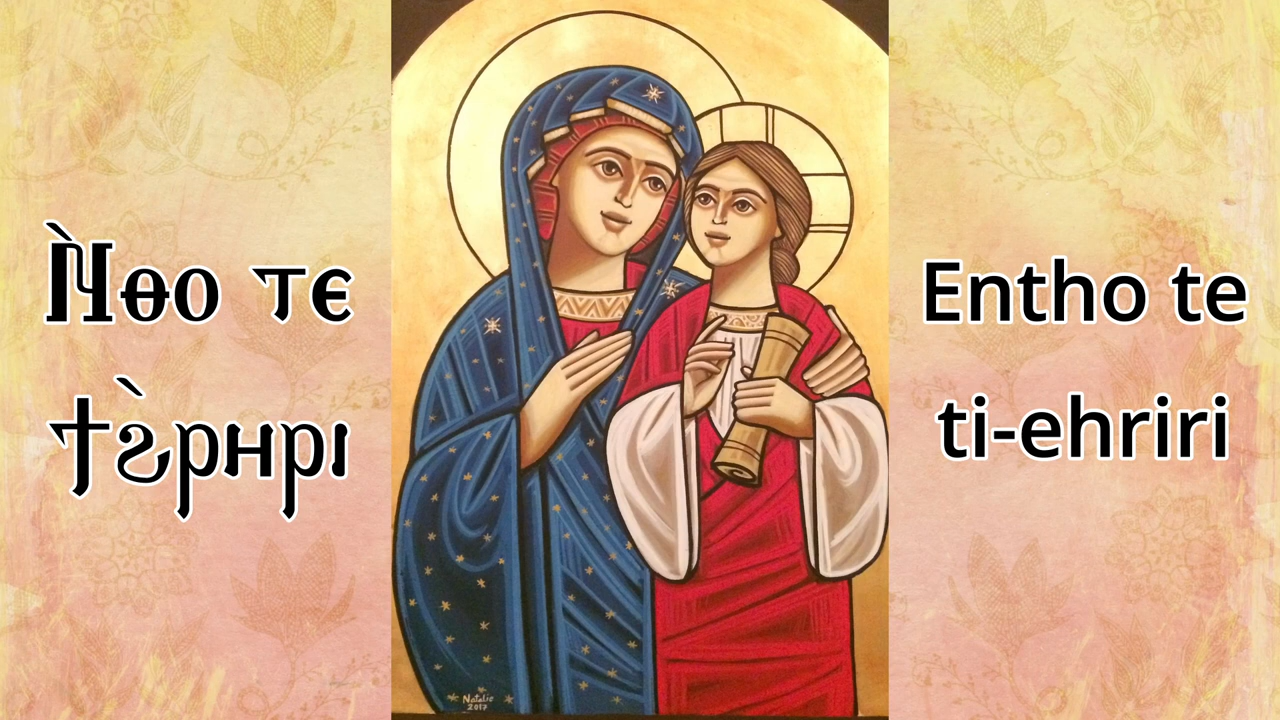 Ⲛ̀ⲑⲟ ⲧⲉ
ϯϩ̀ⲣⲏⲣⲓ
Entho te
ti-ehriri
Natalie
2017